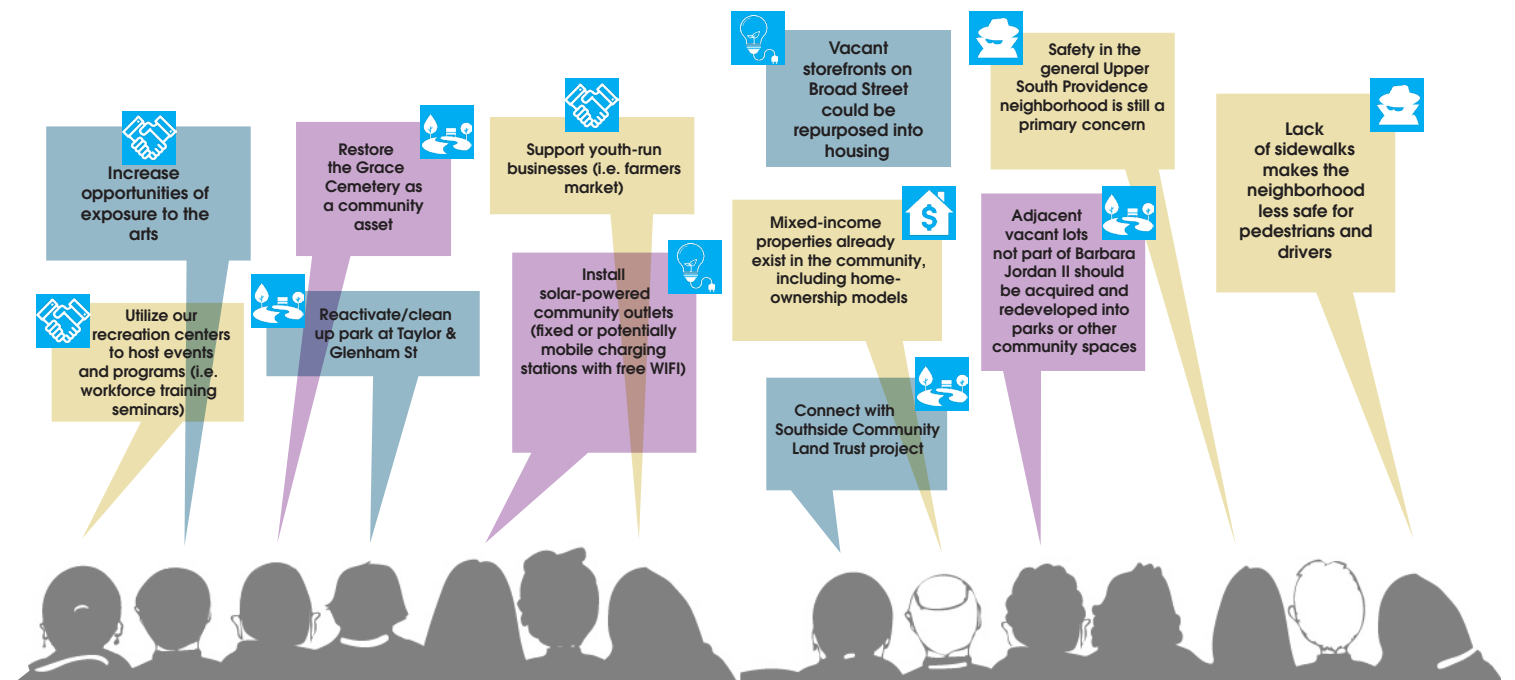 Increase
opportunities of
exposure to the
arts
Utilize our
recreation centers
to host events
and programs (i.e.
workforce training
seminars)
Restore
the Grace
Cemetery as
a community
asset
Reactivate/clean
up park at Taylor &
Glenham St
Support youth-run
businesses (i.e. farmers
market)
Install
solar-powered
community outlets
(fixed or potentially
mobile charging
stations with free WIFI)
Vacant
storefronts on
Broad Street
could be
repurposed into
housing
Mixed-income
properties already
exist in the community,
including home-
ownership models
$
Connect with
Southside Community
Land Trust project
Safety in the
general Upper
South Providence
neighborhood is still a
primary concern
Adjacent
vacant lots
not part of Barbara
Jordan II should
be acquired and
redeveloped into
parks or other
community spaces
Lack
of sidewalks
makes the
neighborhood
less safe for
pedestrians and
drivers